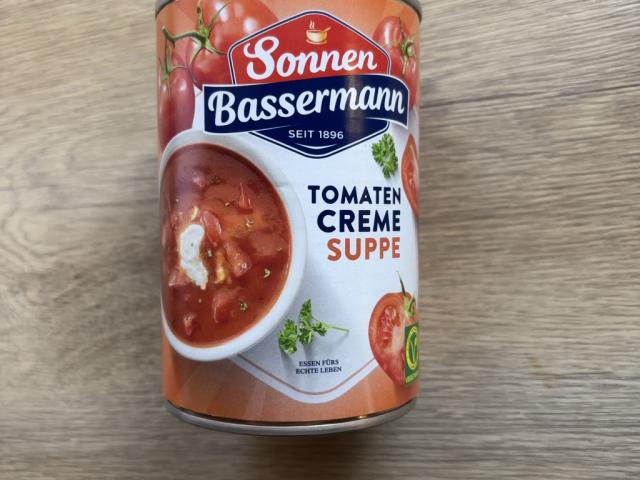 Sonnen
Bassermann
SEIT 1896
TOMATEN
CREME
SUPPE
ESSEN FÜRS
ECHTE LEBEN